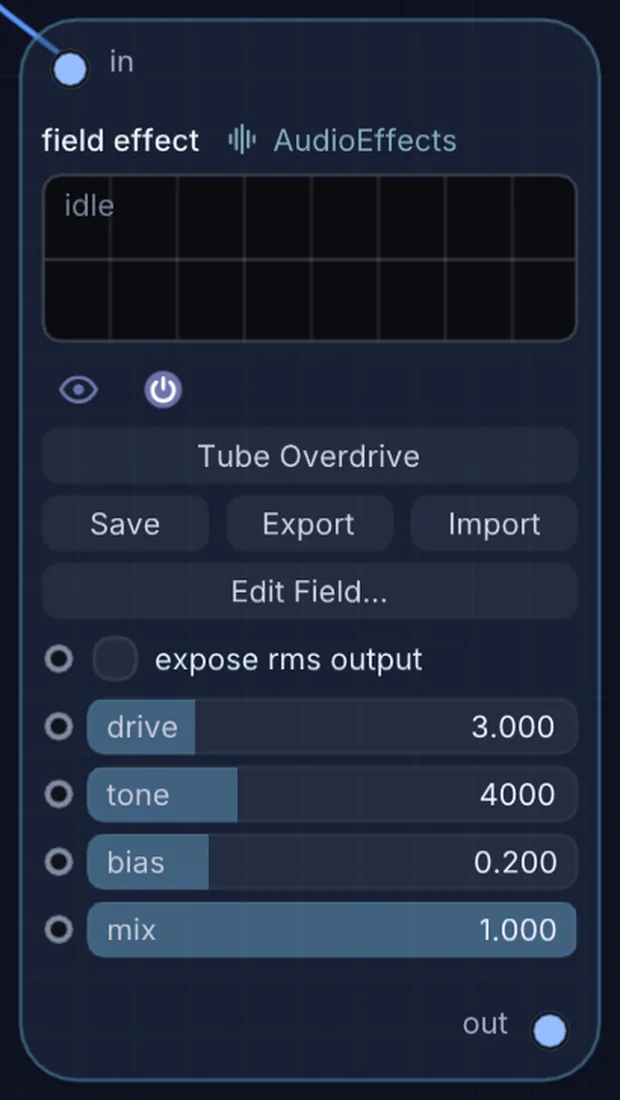 in
field effect AudioEffects
idle
Tube Overdrive
Save Export Import
Edit Field...
expose rms output
drive 3.000
tone 4000
bias 0.200
mix 1.000
out